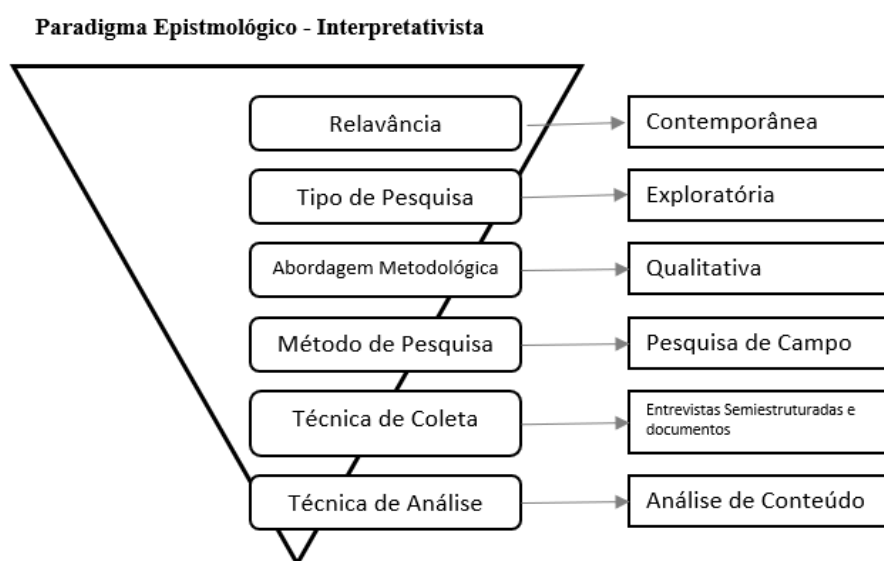 Paradigma Epistmológico - Interpretativista
Relavância
Contemporânea
Tipo de Pesquisa
Exploratória
Abordagem Metodológica
Qualitativa
Método de Pesquisa
Pesquisa de Campo
Técnica de Coleta
Entrevistas Semiestruturadas e
documentos
Técnica de Análise
Análise de Conteúdo